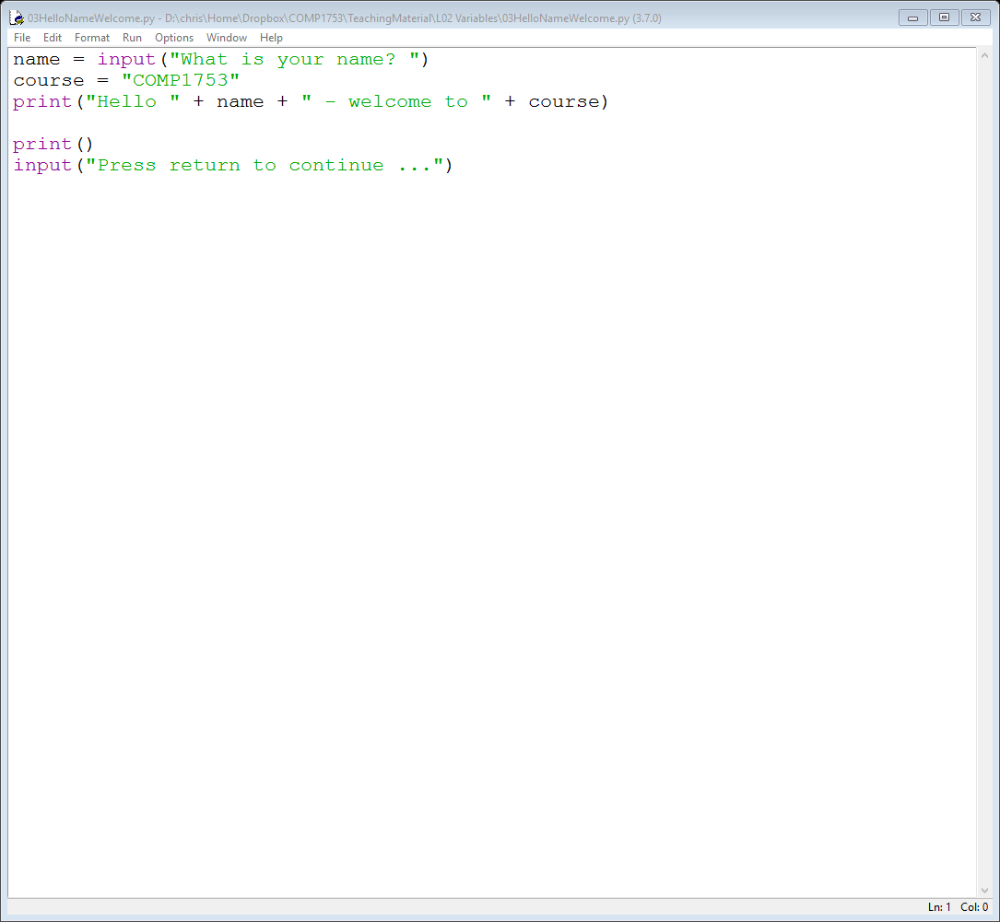 03HelloNameWelcome.py - D:\chris\Home\Dropbox\COMP1753\TeachingMaterial\L02 Variables\03HelloNameWelcome.py (3.7.0)
File Edit Format Run Options Window Help
name = input("What is your name? ")
course = "COMP1753"
print("Hello " + name + " - welcome to " + course)
print()
input("Press return to continue ...")
Ln: 1 Col: 0